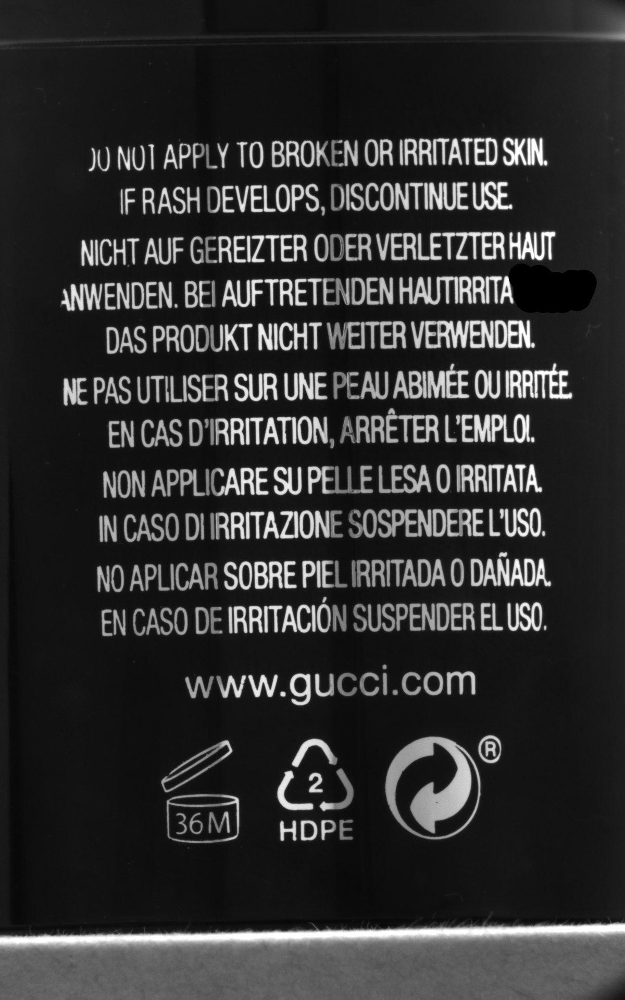 DO NOT APPLY TO BROKEN OR IRRITATED SKIN.
IF RASH DEVELOPS, DISCONTINUE USE.
NICHT AUF GEREIZTER ODER VERLETZTER HAUT
ANWENDEN. BEI AUFTRETENDEN
DAS PRODUKT NICHT WEITER VERWENDEN.
NE PAS UTILISER SUR UNE PEAU ABIMÉE OU IRRITÉE.
EN CAS D'IRRITATION, ARRÊTER L'EMPLOI.
NON APPLICARE SU PELLE LESA O IRRITATA.
IN CASO DI IRRITAZIONE SOSPENDERE L'USO.
NO APLICAR SOBRE PIEL IRRITADA O DAÑADA.
EN CASO DE IRRITACIÓN SUSPENDER EL USO.
www.gucci.com
36M
2
HDPE
®